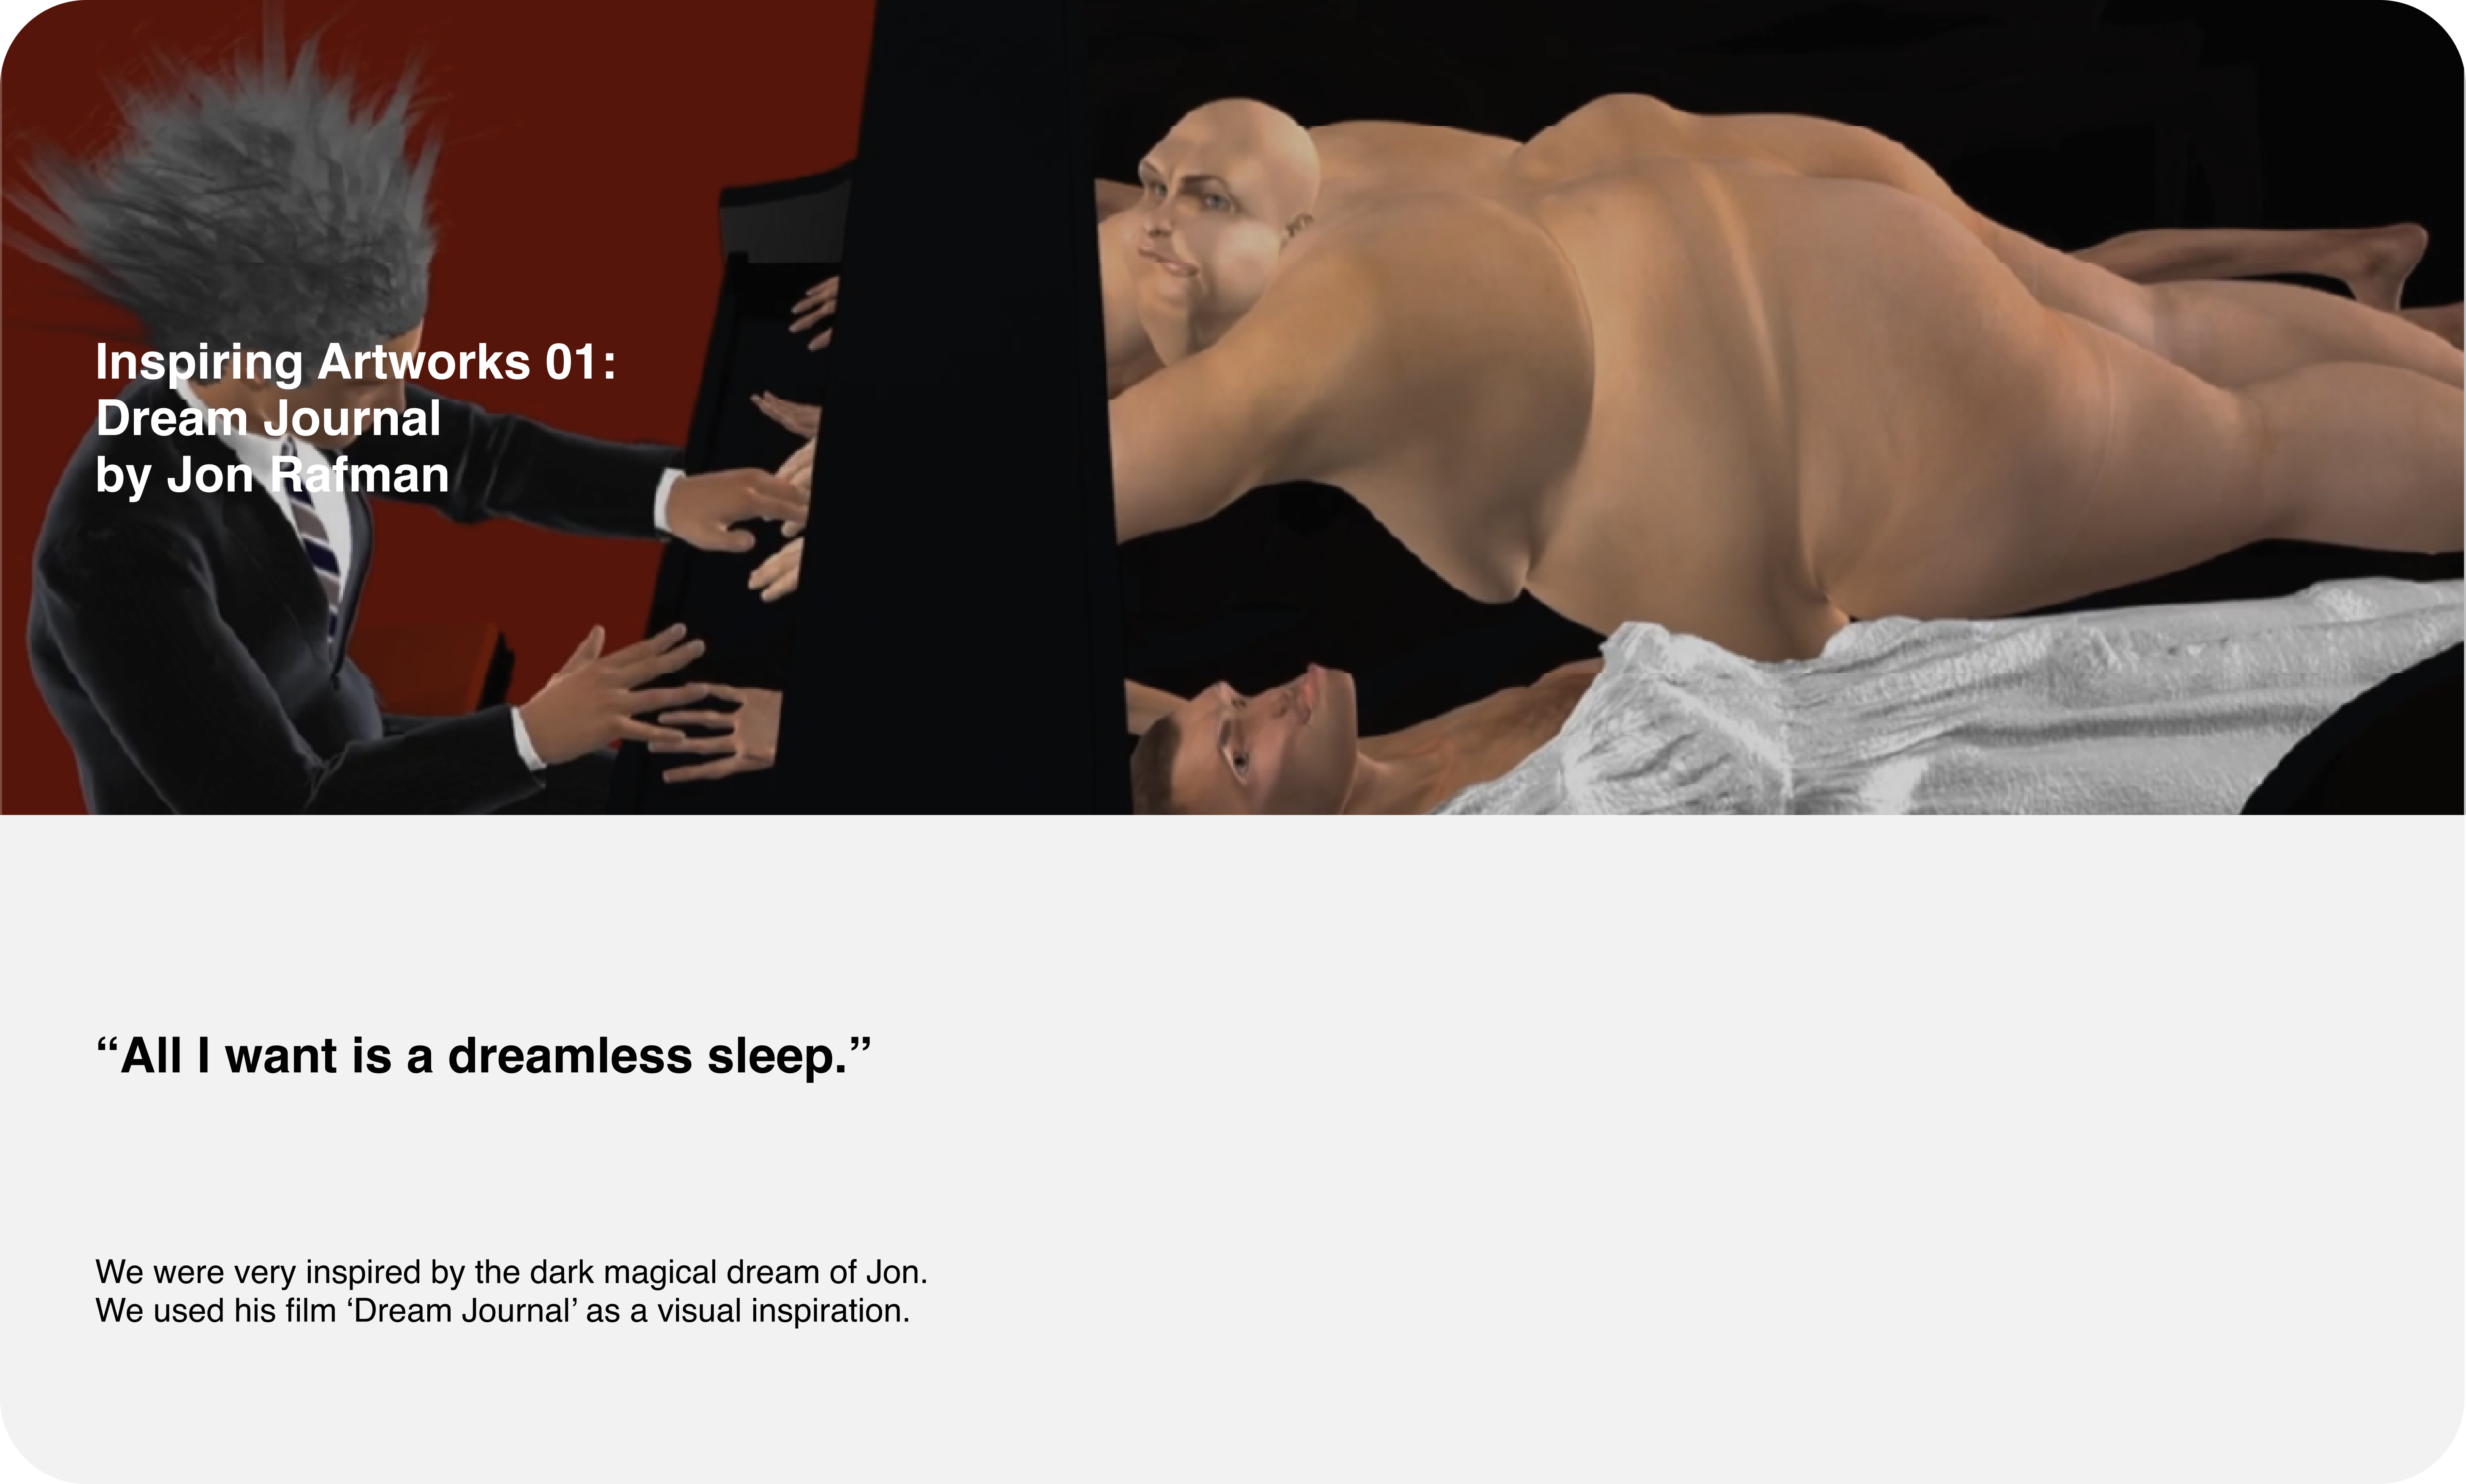 Inspiring Artworks 01:
Dream Journal
by Jon Rafman
“All I want is a dreamless sleep.”
We were very inspired by the dark magical dream of Jon.
We used his film ‘Dream Journal’ as a visual inspiration.